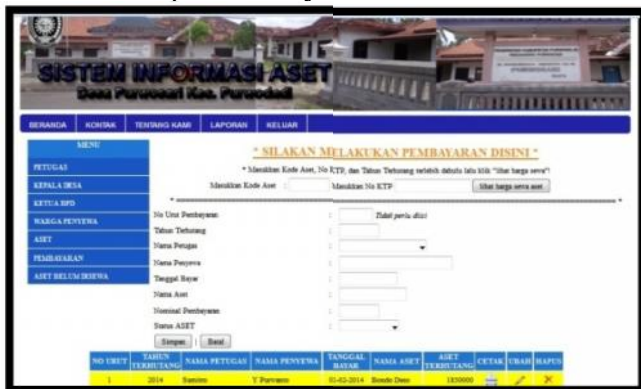 SISTEM INFORMASI ASET
Desa Purwosari Kec. Purwodadi
BERANDA KONTAK TENTANG KAMI LAPORAN KELUAR
MENU
PETUGAS
KEPALA DESA
KETUA BPD
WARGA PENYEWA
ASET
PEMBAYARAN
ASET BELUM DISEWA
* SILAKAN MELAKUKAN PEMBAYARAN DISINI *
* Masukkan Kode Aset, No KTP, dan Tahun Terhutang terlebih dahulu lalu klik "lihat harga sewa"!
Masukkan Kode Aset : Masukkan No KTP lihat harga sewa aset
No Urut Pembayaran : Tidak perlu diisi
Tahun Terhutang :
Nama Petugas :
Nama Penyewa :
Tanggal Bayar :
Nama Aset :
Nominal Pembayaran :
Status ASET :
Simpan | Batal
NO URUT TAHUN TERHUTANG NAMA PETUGAS NAMA PENYEWA TANGGAL BAYAR NAMA ASET ASET TERHUTANG CETAK UBAH HAPUS
1 2014 Y Purwanto Bondo Deso